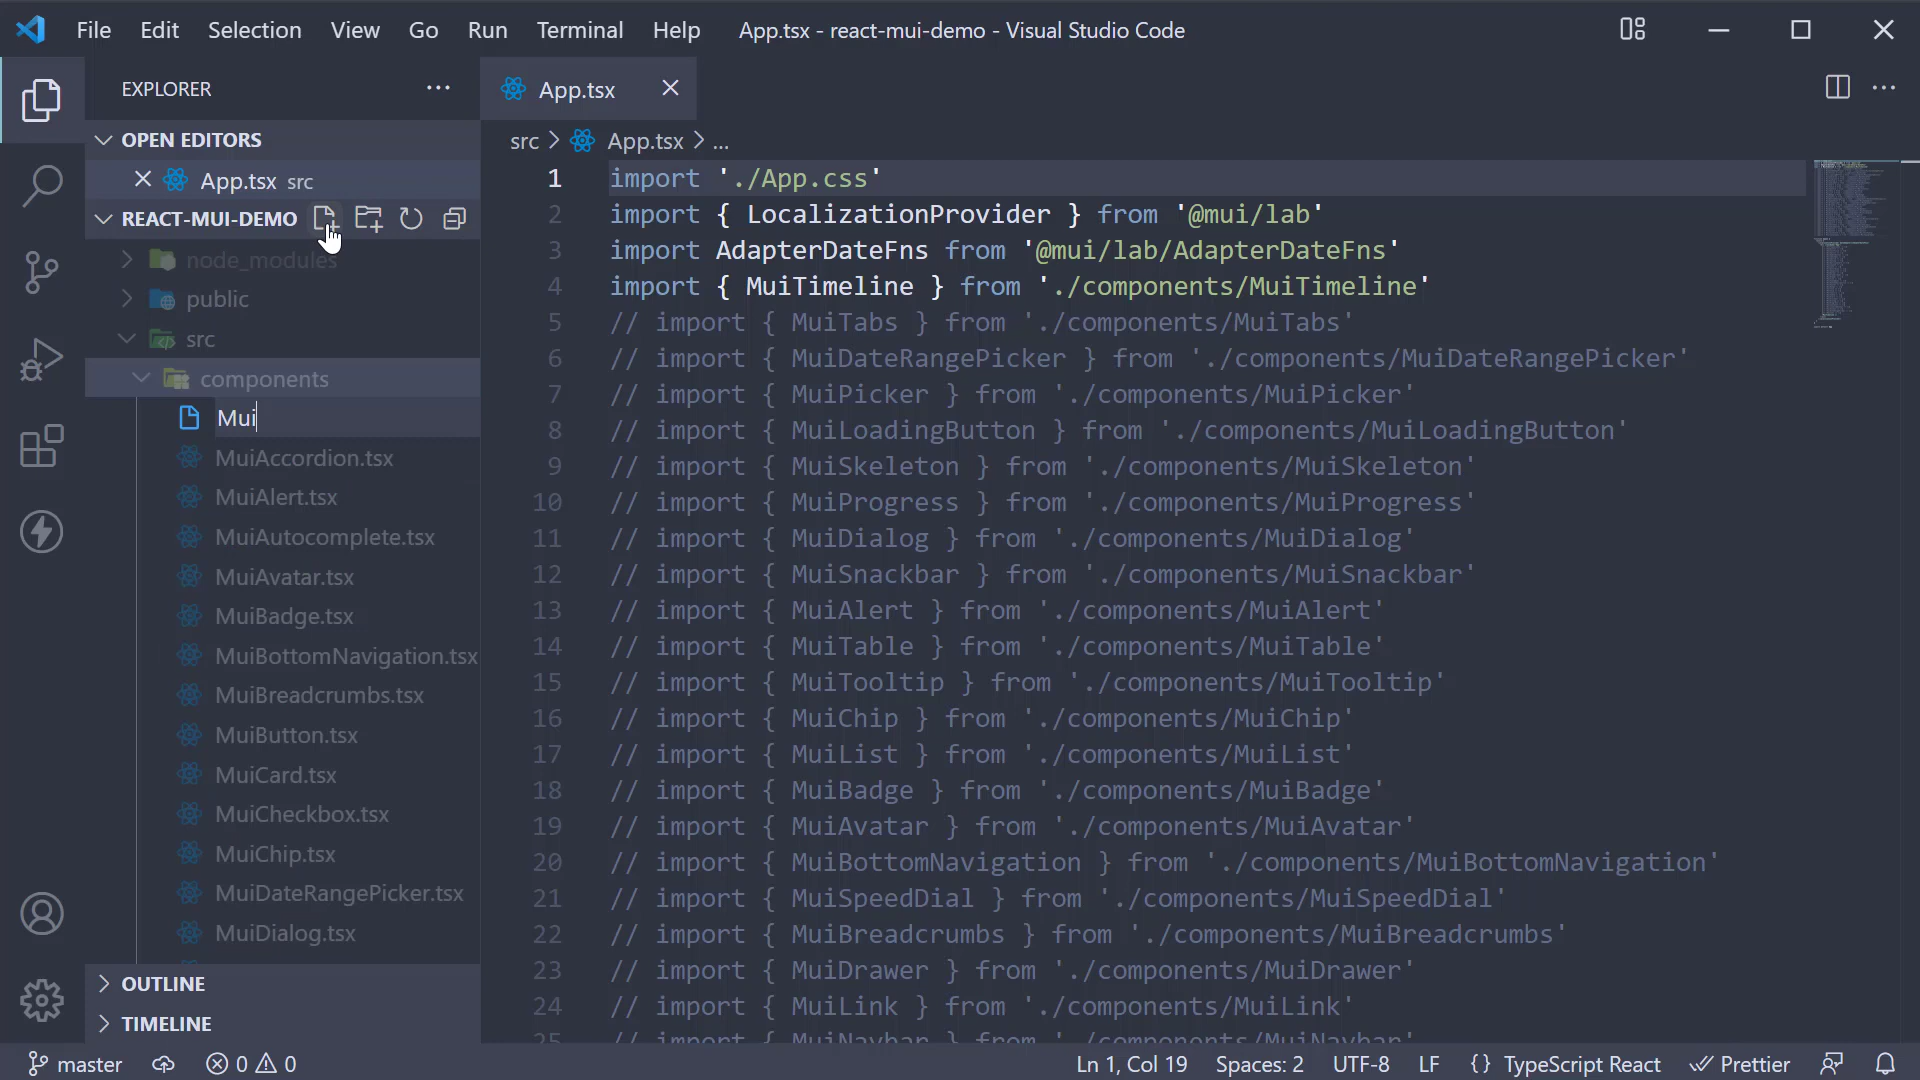 File Edit Selection View Go Run Terminal Help App.tsx - react-mui-demo - Visual Studio Code
EXPLORER
App.tsx
OPEN EDITORS
src App.tsx ...
App.tsx src
REACT-MUI-DEMO
node_modules
public
src
components
Mui
MuiAccordion.tsx
MuiAlert.tsx
MuiAutocomplete.tsx
MuiAvatar.tsx
MuiBadge.tsx
MuiBottomNavigation.tsx
MuiBreadcrumbs.tsx
MuiButton.tsx
MuiCard.tsx
MuiCheckbox.tsx
MuiChip.tsx
MuiDateRangePicker.tsx
MuiDialog.tsx
OUTLINE
TIMELINE
1 import './App.css'
2 import { LocalizationProvider } from '@mui/lab'
3 import AdapterDateFns from '@mui/lab/AdapterDateFns'
4 import { MuiTimeline } from './components/MuiTimeline'
5 // import { MuiTabs } from './components/MuiTabs'
6 // import { MuiDateRangePicker } from './components/MuiDateRangePicker'
7 // import { MuiPicker } from './components/MuiPicker'
8 // import { MuiLoadingButton } from './components/MuiLoadingButton'
9 // import { MuiSkeleton } from './components/MuiSkeleton'
10 // import { MuiProgress } from './components/MuiProgress'
11 // import { MuiDialog } from './components/MuiDialog'
12 // import { MuiSnackbar } from './components/MuiSnackbar'
13 // import { MuiAlert } from './components/MuiAlert'
14 // import { MuiTable } from './components/MuiTable'
15 // import { MuiTooltip } from './components/MuiTooltip'
16 // import { MuiChip } from './components/MuiChip'
17 // import { MuiList } from './components/MuiList'
18 // import { MuiBadge } from './components/MuiBadge'
19 // import { MuiAvatar } from './components/MuiAvatar'
20 // import { MuiBottomNavigation } from './components/MuiBottomNavigation'
21 // import { MuiSpeedDial } from './components/MuiSpeedDial'
22 // import { MuiBreadcrumbs } from './components/MuiBreadcrumbs'
23 // import { MuiDrawer } from './components/MuiDrawer'
24 // import { MuiLink } from './components/MuiLink'
25 // import { MuiNavbar } from './components/MuiNavbar'
master 0 0 Ln 1, Col 19 Spaces: 2 UTF-8 LF {} TypeScript React Prettier